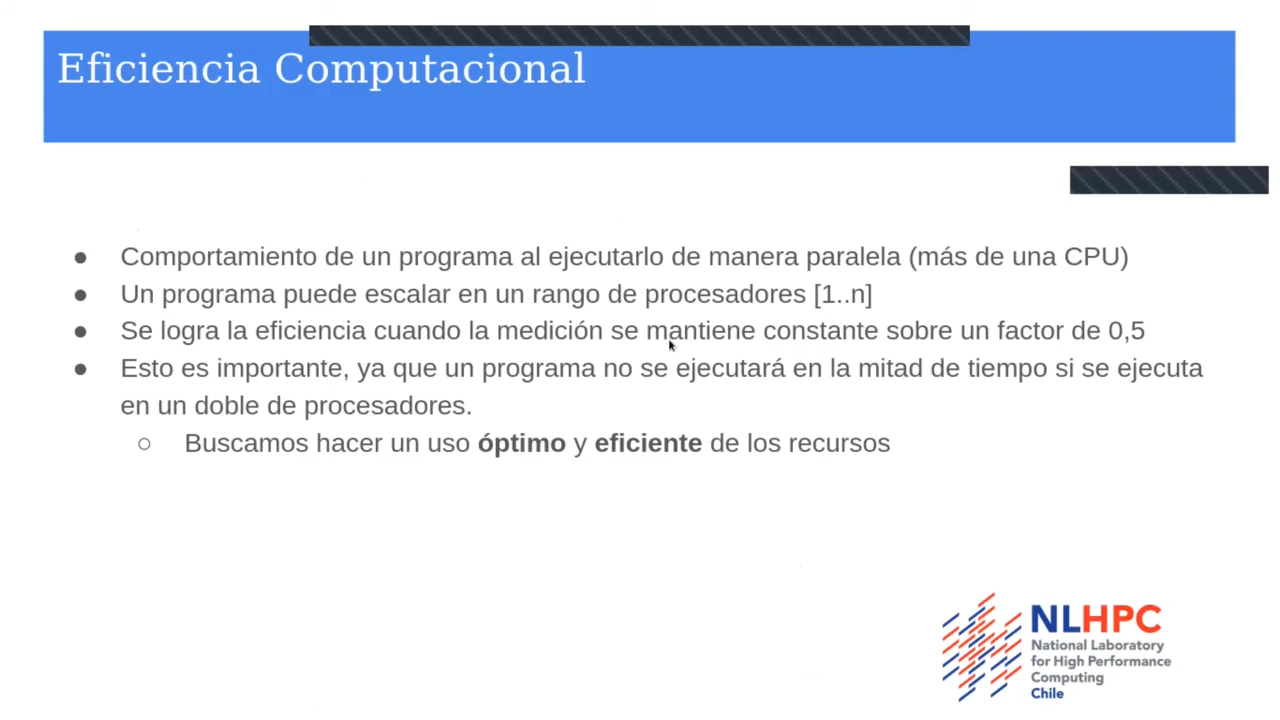 Eficiencia Computacional
● Comportamiento de un programa al ejecutarlo de manera paralela (más de una CPU)
● Un programa puede escalar en un rango de procesadores [1..n]
● Se logra la eficiencia cuando la medición se mantiene constante sobre un factor de 0,5
● Esto es importante, ya que un programa no se ejecutará en la mitad de tiempo si se ejecuta
en un doble de procesadores.
○ Buscamos hacer un uso óptimo y eficiente de los recursos
NLHPC
National Laboratory
for High Performance
Computing
Chile